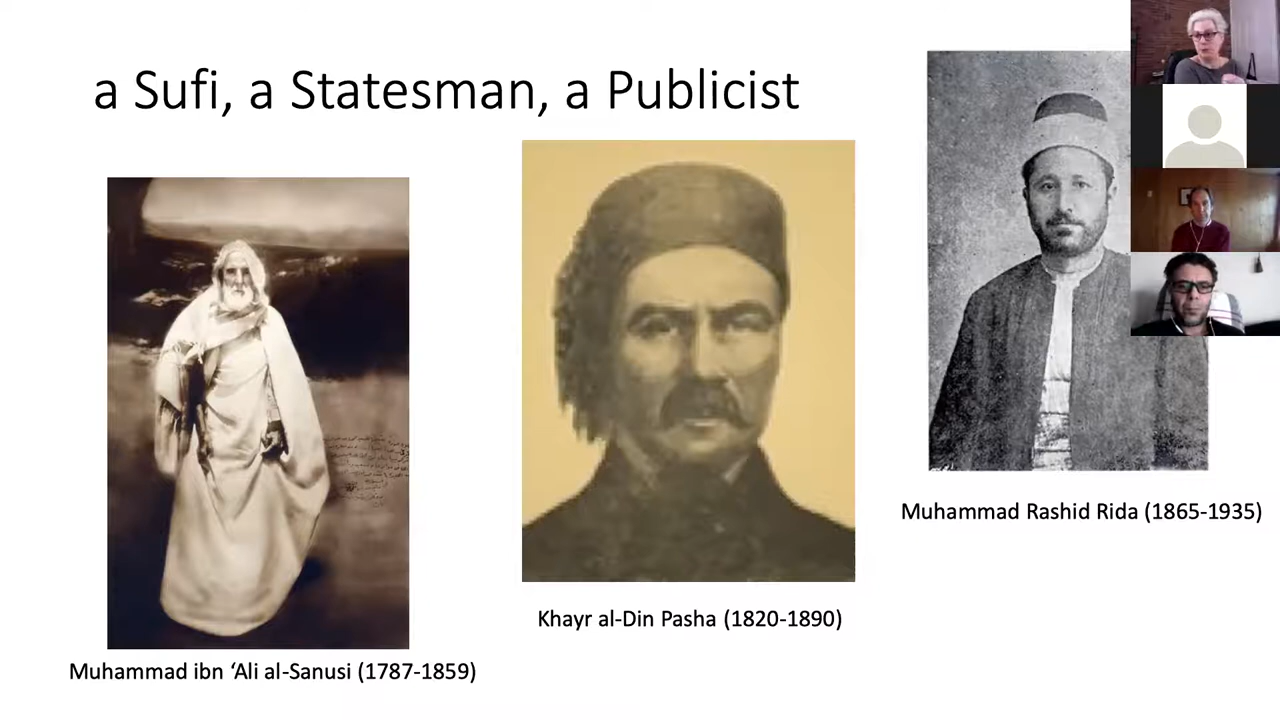 a Sufi, a Statesman, a Publicist
Muhammad Rashid Rida (1865-1935)
Khayr al-Din Pasha (1820-1890)
Muhammad ibn ‘Ali al-Sanusi (1787-1859)